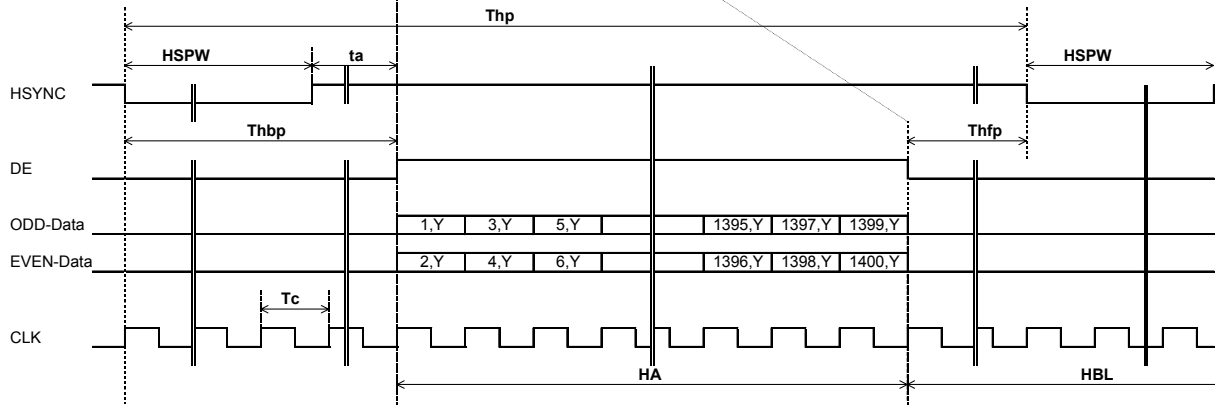 Thp
HSPW ta HSPW
HSYNC
Thbp Thfp
DE
ODD-Data 1,Y 3,Y 5,Y 1395,Y 1397,Y 1399,Y
EVEN-Data 2,Y 4,Y 6,Y 1396,Y 1398,Y 1400,Y
Tc
CLK
HA HBL